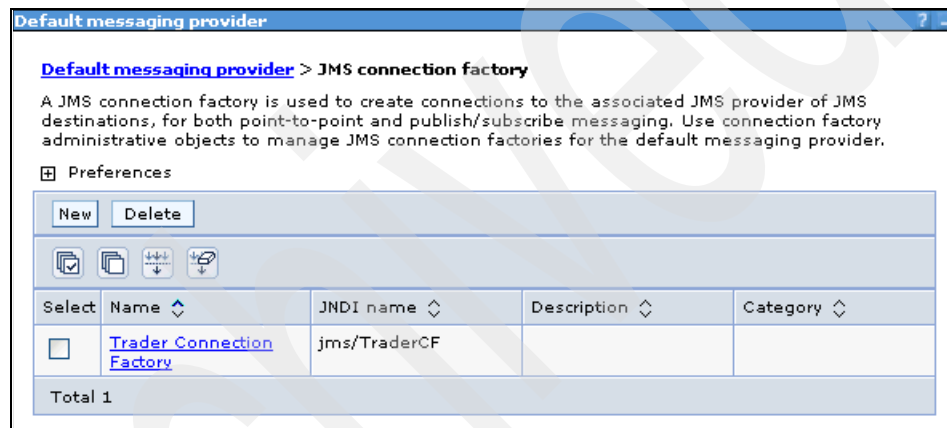 Default messaging provider ? -
Default messaging provider > JMS connection factory
A JMS connection factory is used to create connections to the associated JMS provider of JMS
destinations, for both point-to-point and publish/subscribe messaging. Use connection factory
administrative objects to manage JMS connection factories for the default messaging provider.
Preferences
New Delete
Select Name JNDI name Description Category
Trader Connection jms/TraderCF
Factory
Total 1